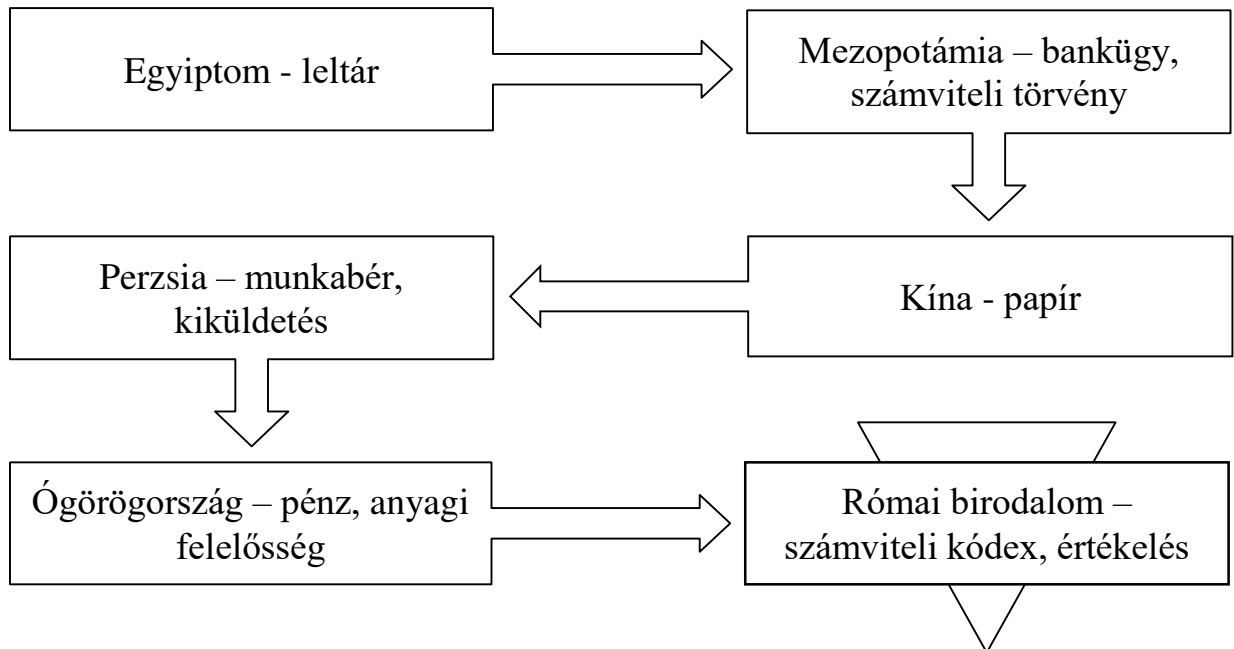 Egyiptom - leltár
Mezopotámia – bankügy,
számviteli törvény
Kína - papír
Perzsia – munkabér,
kiküldetés
Ógörögország – pénz, anyagi
felelősség
Római birodalom –
számviteli kódex, értékelés